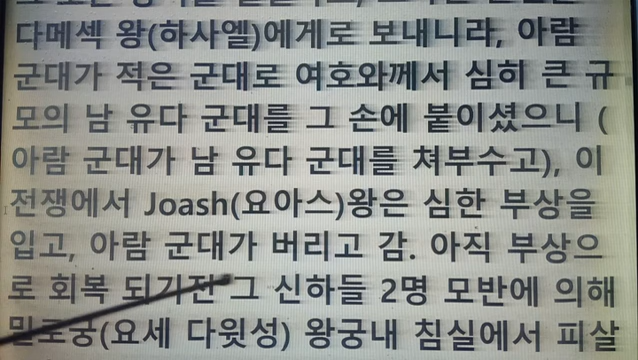 다메섹 왕(하사엘)에게로 보내니라, 아람
군대가 적은 군대로 여호와께서 심히 큰 규
모의 남 유다 군대를 그 손에 붙이셨으니 (
아람 군대가 남 유다 군대를 쳐부수고), 이
전쟁에서 Joash(요아스)왕은 심한 부상을
입고, 아람 군대가 버리고 감. 아직 부상으
로 회복 되기전 그 신하들 2명 모반에 의해
밀로궁(요세 다윗성) 왕궁내 침실에서 피살